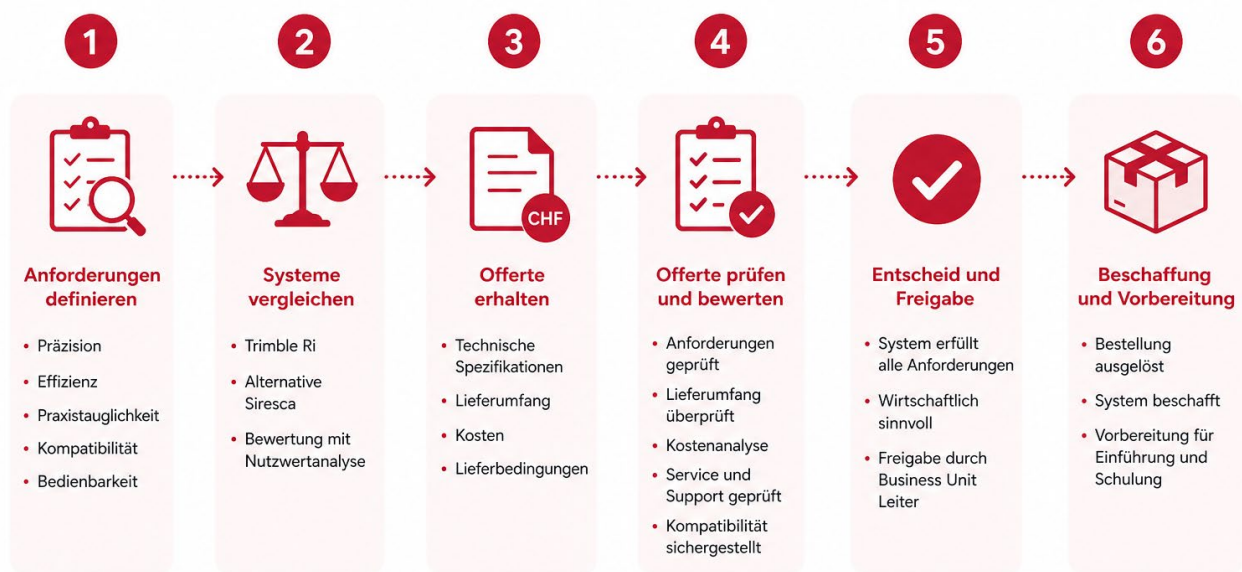 1
2
3
4
5
6
CHF
Anforderungen
definieren
• Präzision
• Effizienz
• Praxistauglichkeit
• Kompatibilität
• Bedienbarkeit
Systeme
vergleichen
• Trimble Ri
• Alternative
Siresca
• Bewertung mit
Nutzwertanalyse
Offerte
erhalten
• Technische
Spezifikationen
• Lieferumfang
• Kosten
• Lieferbedingungen
Offerte prüfen
und bewerten
• Anforderungen
geprüft
• Lieferumfang
überprüft
• Kostenanalyse
• Service und
Support geprüft
• Kompatibilität
sichergestellt
Entscheid und
Freigabe
• System erfüllt
alle Anforderungen
• Wirtschaftlich
sinnvoll
• Freigabe durch
Business Unit
Leiter
Beschaffung
und Vorbereitung
• Bestellung
ausgelöst
• System beschafft
• Vorbereitung für
Einführung und
Schulung